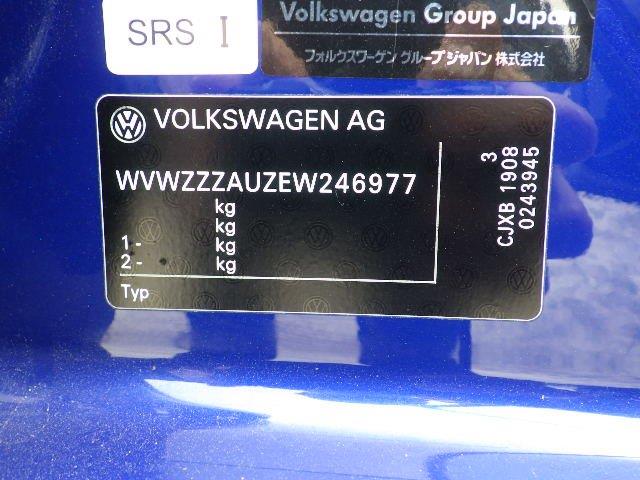 SRS I
Volkswagen Group Japan
フォルクスワーゲン グループ ジャパン 株式会社
VOLKSWAGEN AG
WVWZZZAUZEW246977
kg
kg
1- kg
2- kg
Typ
3
CJXB 1908
0243945